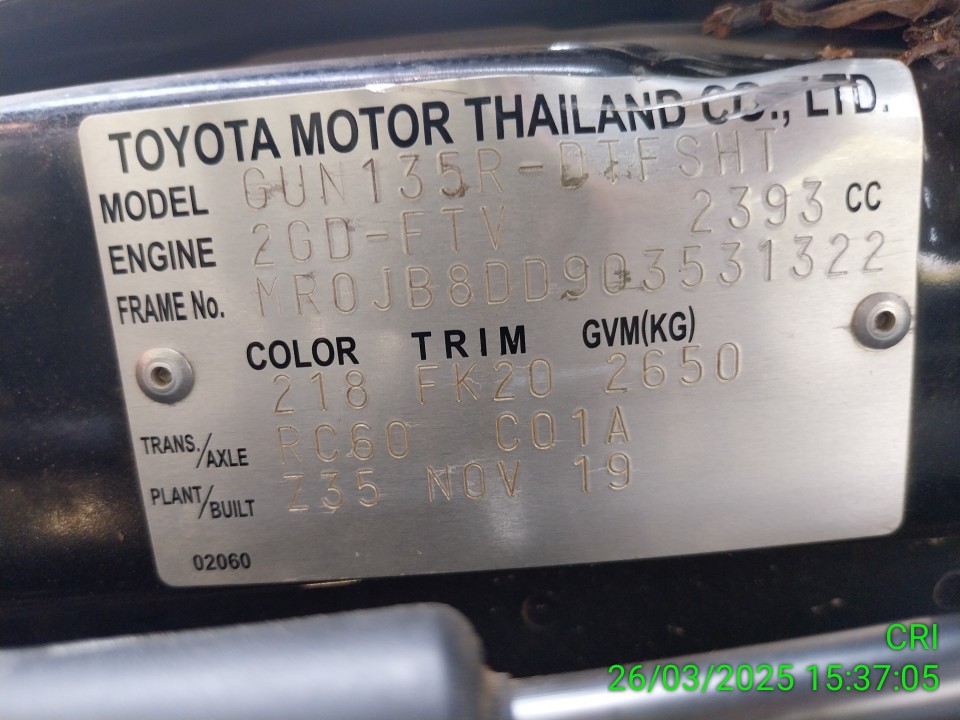 TOYOTA MOTOR THAILAND CO., LTD.
MODEL GUN135R-DTFSHT
ENGINE 2GD-FTV 2393 CC
FRAME No. MR0JB8DD903531322
COLOR TRIM GVM(KG)
218 FK20 2650
TRANS./AXLE RC60 C01A
PLANT/BUILT Z35 NOV 19
02060
CRI
26/03/2025 15:37:05